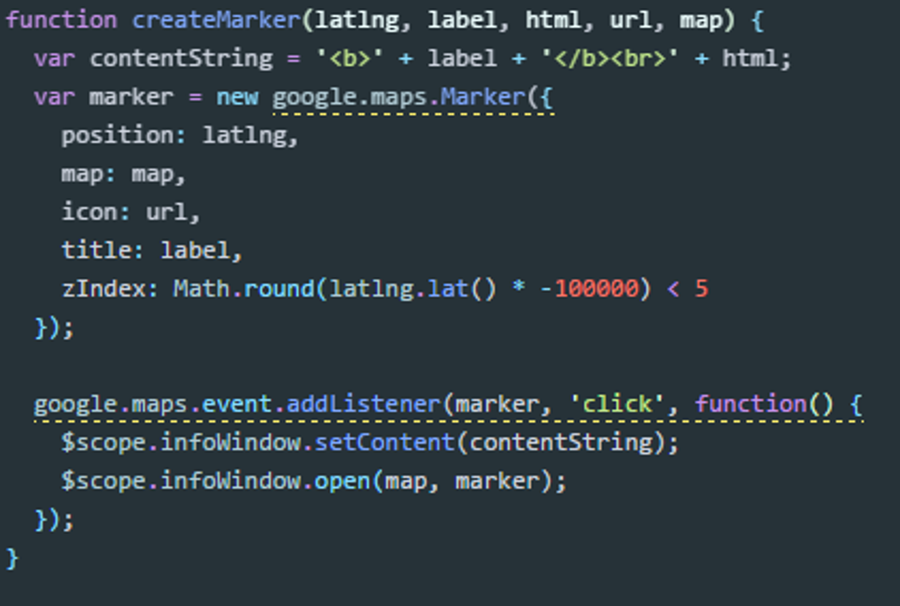 function createMarker(latlng, label, html, url, map) {
  var contentString = '<b>' + label + '</b><br>' + html;
  var marker = new google.maps.Marker({
    position: latlng,
    map: map,
    icon: url,
    title: label,
    zIndex: Math.round(latlng.lat() * -100000) < 5
  });

  google.maps.event.addListener(marker, 'click', function() {
    $scope.infoWindow.setContent(contentString);
    $scope.infoWindow.open(map, marker);
  });
}